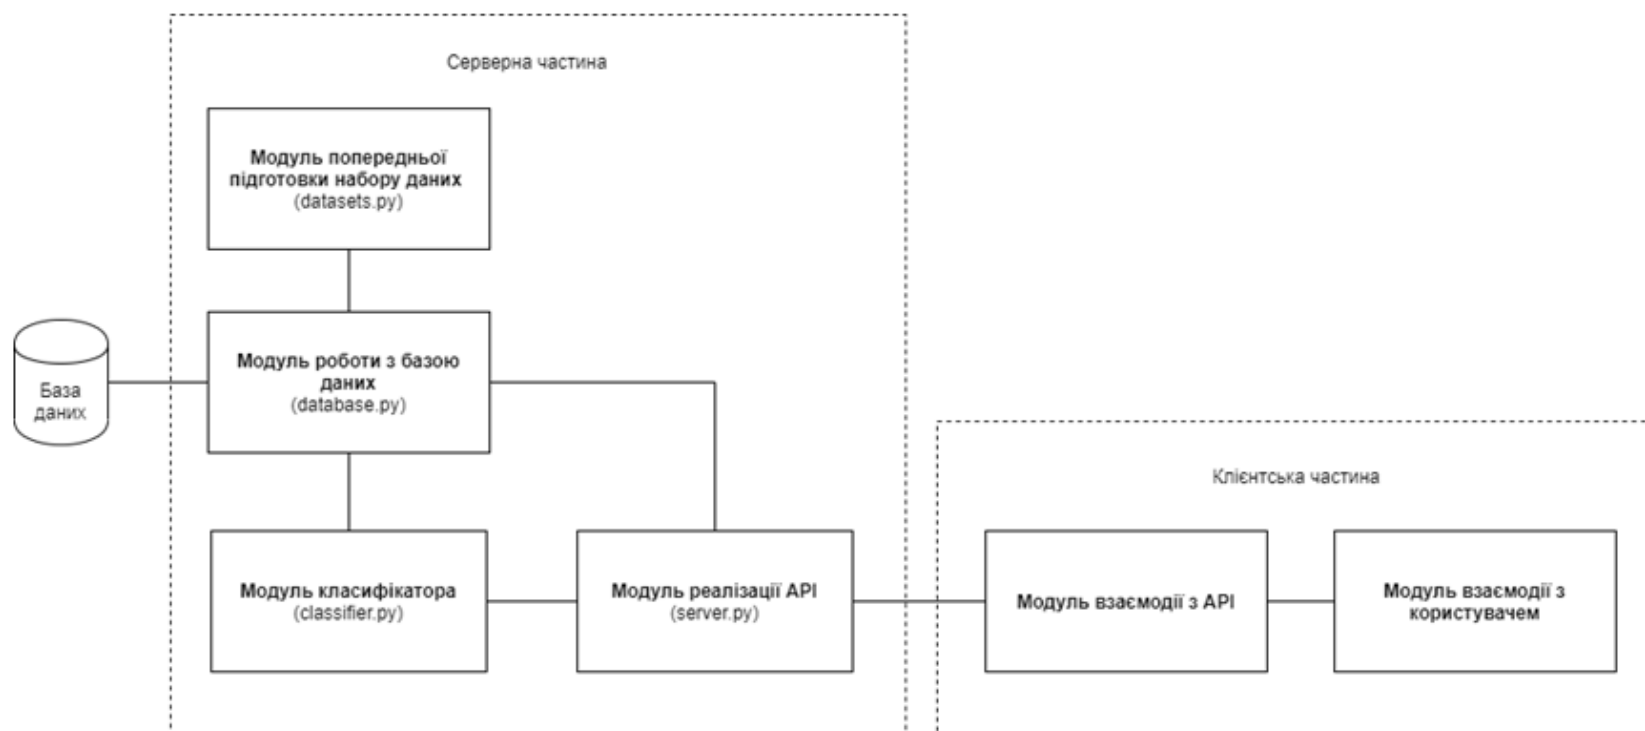 Серверна частина
Модуль попередньої
підготовки набору даних
(datasets.py)
База
даних
Модуль роботи з базою
даних
(database.py)
Клієнтська частина
Модуль класифікатора
(classifier.py)
Модуль реалізації API
(server.py)
Модуль взаємодії з API
Модуль взаємодії з
користувачем